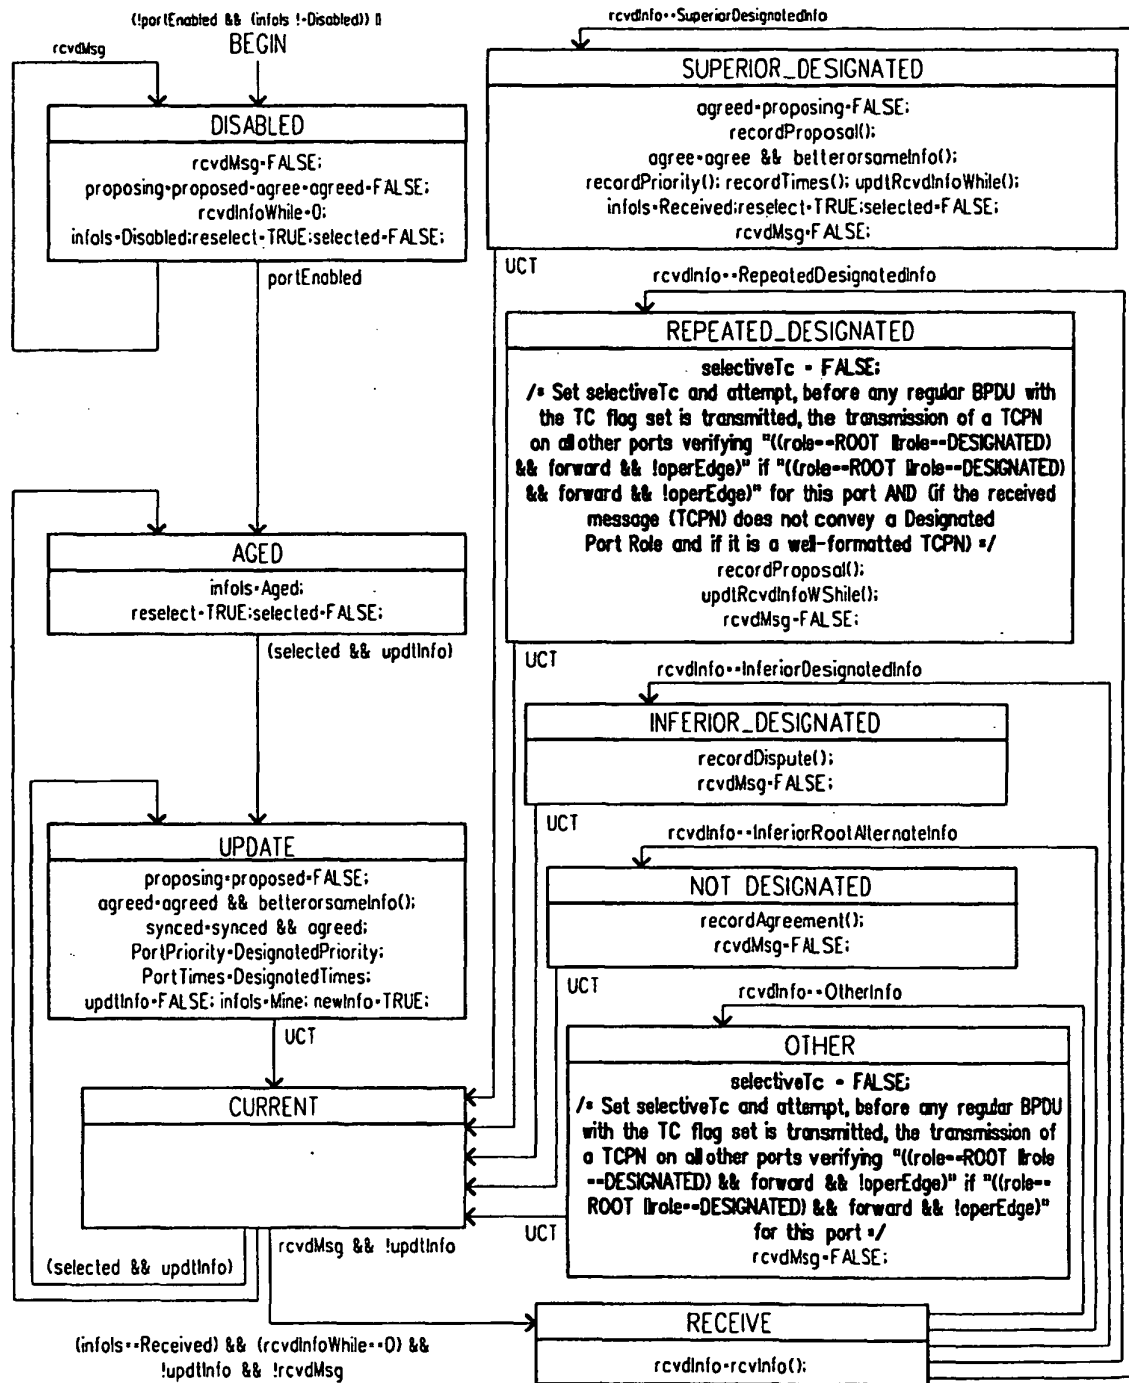 (!portEnabled && (infoIs !=Disabled)) ||
BEGIN
rcvdMsg
DISABLED
rcvdMsg=FALSE;
proposing=proposed=agree=agreed=FALSE;
rcvdInfoWhile=0;
infoIs=Disabled;reselect=TRUE;selected=FALSE;
portEnabled
AGED
infoIs=Aged;
reselect=TRUE;selected=FALSE;
(selected && updtInfo)
UPDATE
proposing=proposed=FALSE;
agreed=agreed && betterorsameInfo();
synced=synced && agreed;
PortPriority=DesignatedPriority;
PortTimes=DesignatedTimes;
updtInfo=FALSE; infoIs=Mine; newInfo=TRUE;
UCT
CURRENT
(selected && updtInfo)
rcvdMsg && !updtInfo
(infoIs==Received) && (rcvdInfoWhile==0) &&
!updtInfo && !rcvdMsg
rcvdInfo==SuperiorDesignatedInfo
SUPERIOR_DESIGNATED
agreed=proposing=FALSE;
recordProposal();
agree=agree && betterorsameInfo();
recordPriority(); recordTimes(); updtRcvdInfoWhile();
infoIs=Received;reselect=TRUE;selected=FALSE;
rcvdMsg=FALSE;
UCT
rcvdInfo==RepeatedDesignatedInfo
REPEATED_DESIGNATED
selectiveTc = FALSE;
/* Set selectiveTc and attempt, before any regular BPDU with
the TC flag set is transmitted, the transmission of a TCPN
on all other ports verifying "((role==ROOT ||role==DESIGNATED)
&& forward && !operEdge)" if "((role==ROOT ||role==DESIGNATED)
&& forward && !operEdge)" for this port AND (if the received
message (TCPN) does not convey a Designated
Port Role and if it is a well-formatted TCPN) */
recordProposal();
updtRcvdInfoWShile();
rcvdMsg=FALSE;
UCT
rcvdInfo==InferiorDesignatedInfo
INFERIOR_DESIGNATED
recordDispute();
rcvdMsg=FALSE;
UCT
rcvdInfo==InferiorRootAlternateInfo
NOT DESIGNATED
recordAgreement();
rcvdMsg=FALSE;
UCT
rcvdInfo==OtherInfo
OTHER
selectiveTc = FALSE;
/* Set selectiveTc and attempt, before any regular BPDU
with the TC flag set is transmitted, the transmission of
a TCPN on all other ports verifying "((role==ROOT ||role
==DESIGNATED) && forward && !operEdge)" if "((role==
ROOT ||role==DESIGNATED) && forward && !operEdge)"
for this port */
rcvdMsg=FALSE;
UCT
RECEIVE
rcvdInfo=rcvInfo();